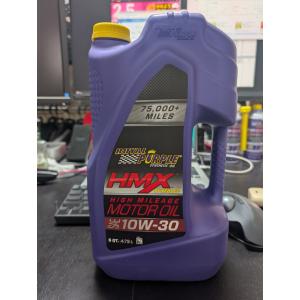 75,000+
MILES
ROYAL
PURPLE
HMX
HIGH MILEAGE
MOTOR OIL
SAE 10W-30
5 QT. 4.73 L